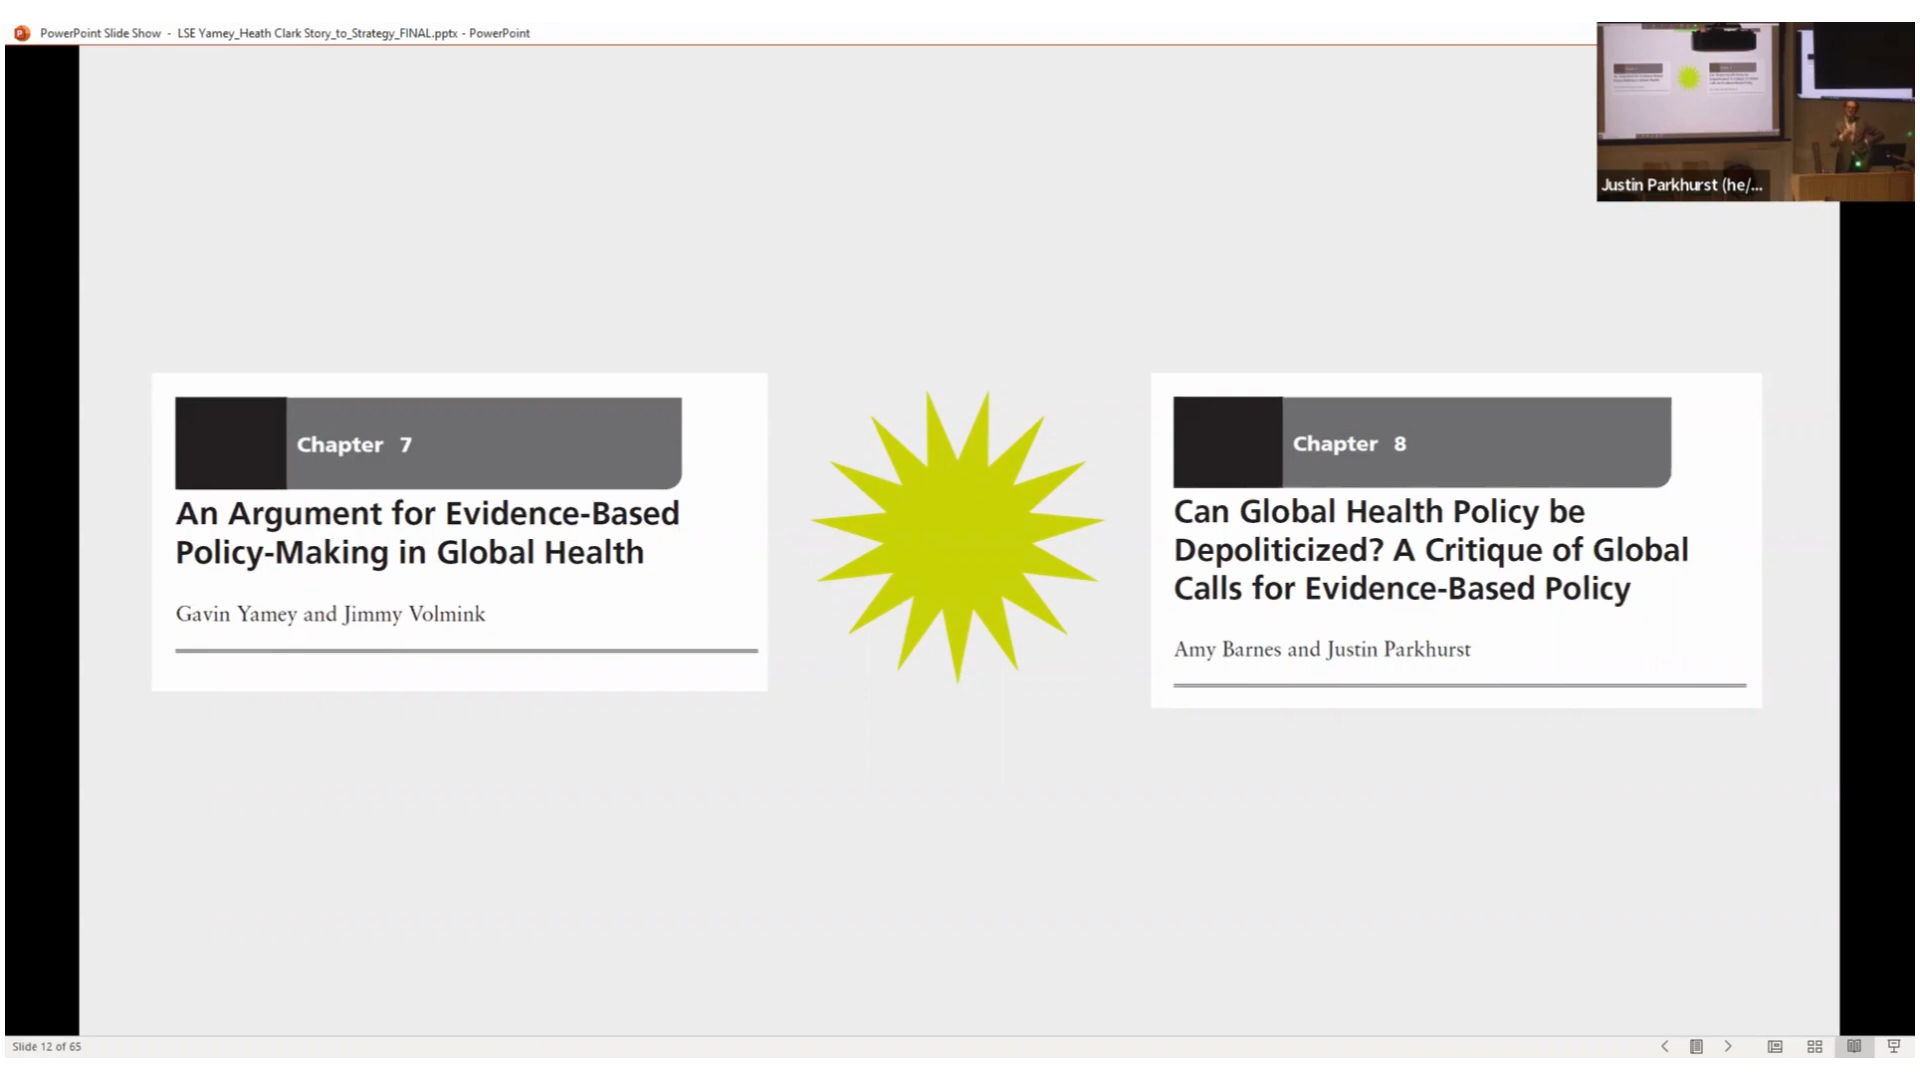 PowerPoint Slide Show - LSE Yamey_Heath Clark Story_to_Strategy_FINAL.pptx - PowerPoint
Justin Parkhurst (he/...
Chapter 7
An Argument for Evidence-Based
Policy-Making in Global Health
Gavin Yamey and Jimmy Volmink
Chapter 8
Can Global Health Policy be
Depoliticized? A Critique of Global
Calls for Evidence-Based Policy
Amy Barnes and Justin Parkhurst
Slide 12 of 65